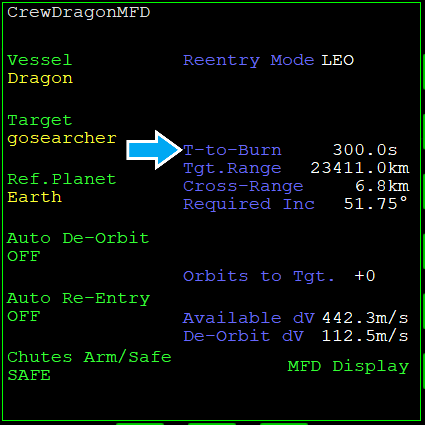 CrewDragonMFD
Vessel
Dragon
Reentry Mode LEO
Target
gosearcher
T-to-Burn 300.0s
Tgt.Range 23411.0km
Cross-Range 6.8km
Required Inc 51.75°
Ref.Planet
Earth
Auto De-Orbit
OFF
Orbits to Tgt. +0
Auto Re-Entry
OFF
Available dV 442.3m/s
De-Orbit dV 112.5m/s
Chutes Arm/Safe
SAFE
MFD Display